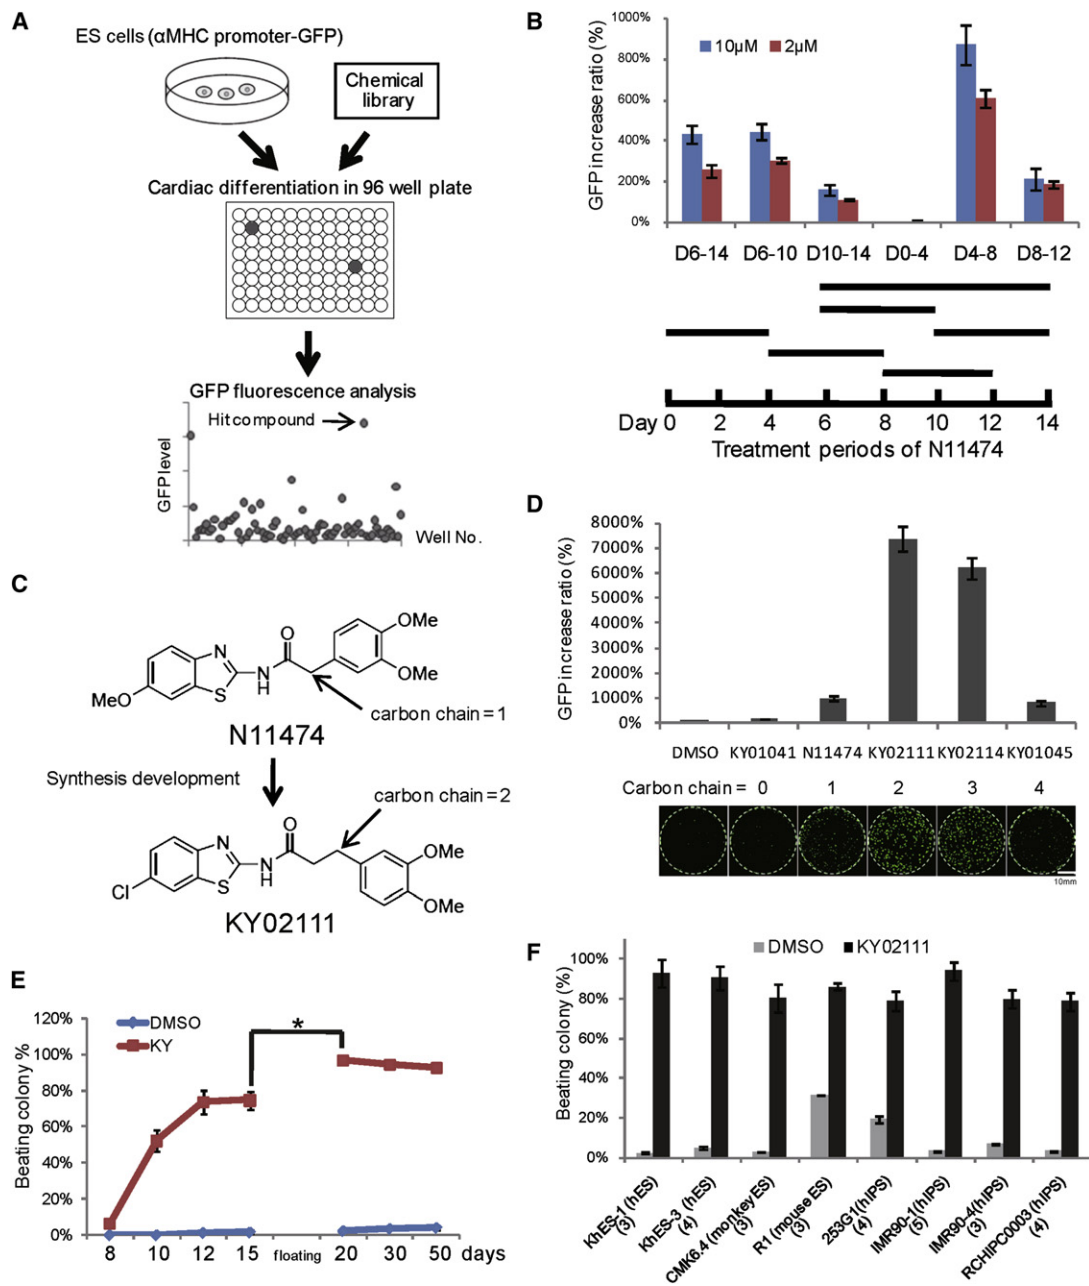 A
ES cells (αMHC promoter-GFP)
Chemical
library
Cardiac differentiation in 96 well plate
GFP fluorescence analysis
Hit compound
GFP level
Well No.
B
GFP increase ratio (%)
1000%
800%
600%
400%
200%
0%
10μM 2μM
D6-14 D6-10 D10-14 D0-4 D4-8 D8-12
Day 0 2 4 6 8 10 12 14
Treatment periods of N11474
C
N
S
N
H
O
MeO
OMe
OMe
carbon chain = 1
N11474
Synthesis development
carbon chain = 2
N
S
N
H
O
Cl
OMe
OMe
KY02111
D
GFP increase ratio (%)
8000%
7000%
6000%
5000%
4000%
3000%
2000%
1000%
0%
DMSO KY01041 N11474 KY02111 KY02114 KY01045
Carbon chain = 0 1 2 3 4
10mm
E
Beating colony %
120%
100%
80%
60%
40%
20%
0%
DMSO
KY
*
8 10 12 15 floating 20 30 50 days
F
DMSO KY02111
Beating colony (%)
100%
80%
60%
40%
20%
0%
KhES-1 (hES)
(3)
KhES-3 (hES)
(4)
CMK6.4 (monkey ES)
(3)
R1 (mouse ES)
(3)
253G1 (hIPS)
(4)
IMR90-1 (hIPS)
(5)
IMR90-4 (hIPS)
(3)
RCHIPC0003 (hIPS)
(4)